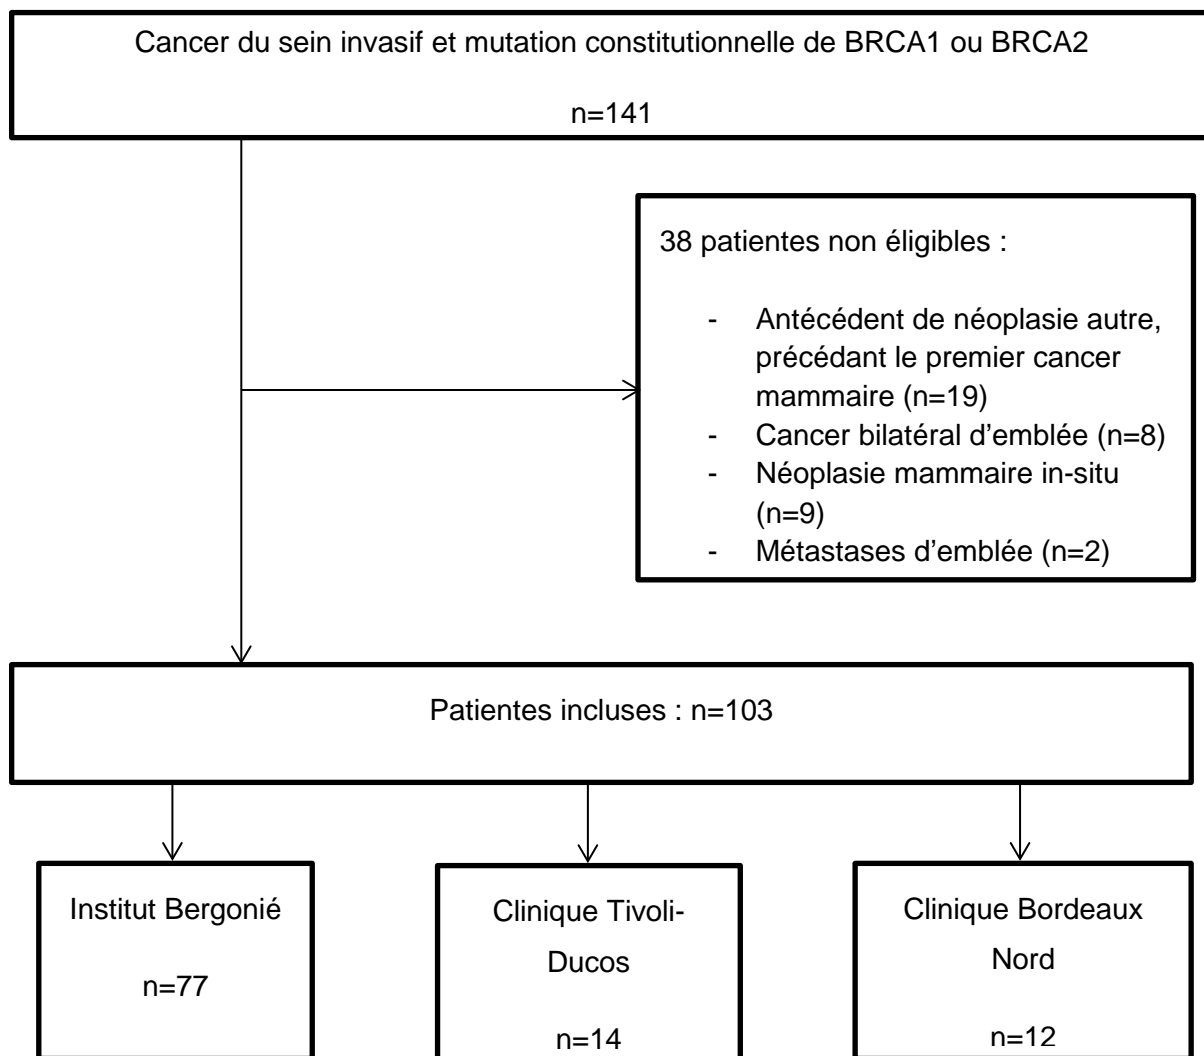 Cancer du sein invasif et mutation constitutionnelle de BRCA1 ou BRCA2
n=141
38 patientes non éligibles :
- Antécédent de néoplasie autre,
précédant le premier cancer
mammaire (n=19)
- Cancer bilatéral d'emblée (n=8)
- Néoplasie mammaire in-situ
(n=9)
- Métastases d'emblée (n=2)
Patientes incluses : n=103
Institut Bergonié
n=77
Clinique Tivoli-
Ducos
n=14
Clinique Bordeaux
Nord
n=12